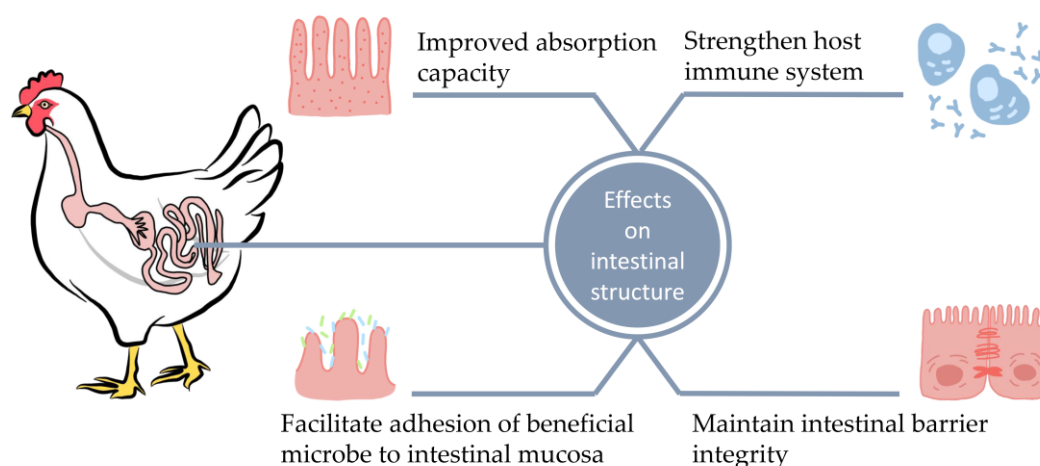 Improved absorption
capacity
Strengthen host
immune system
Effects
on
intestinal
structure
Facilitate adhesion of beneficial
microbe to intestinal mucosa
Maintain intestinal barrier
integrity